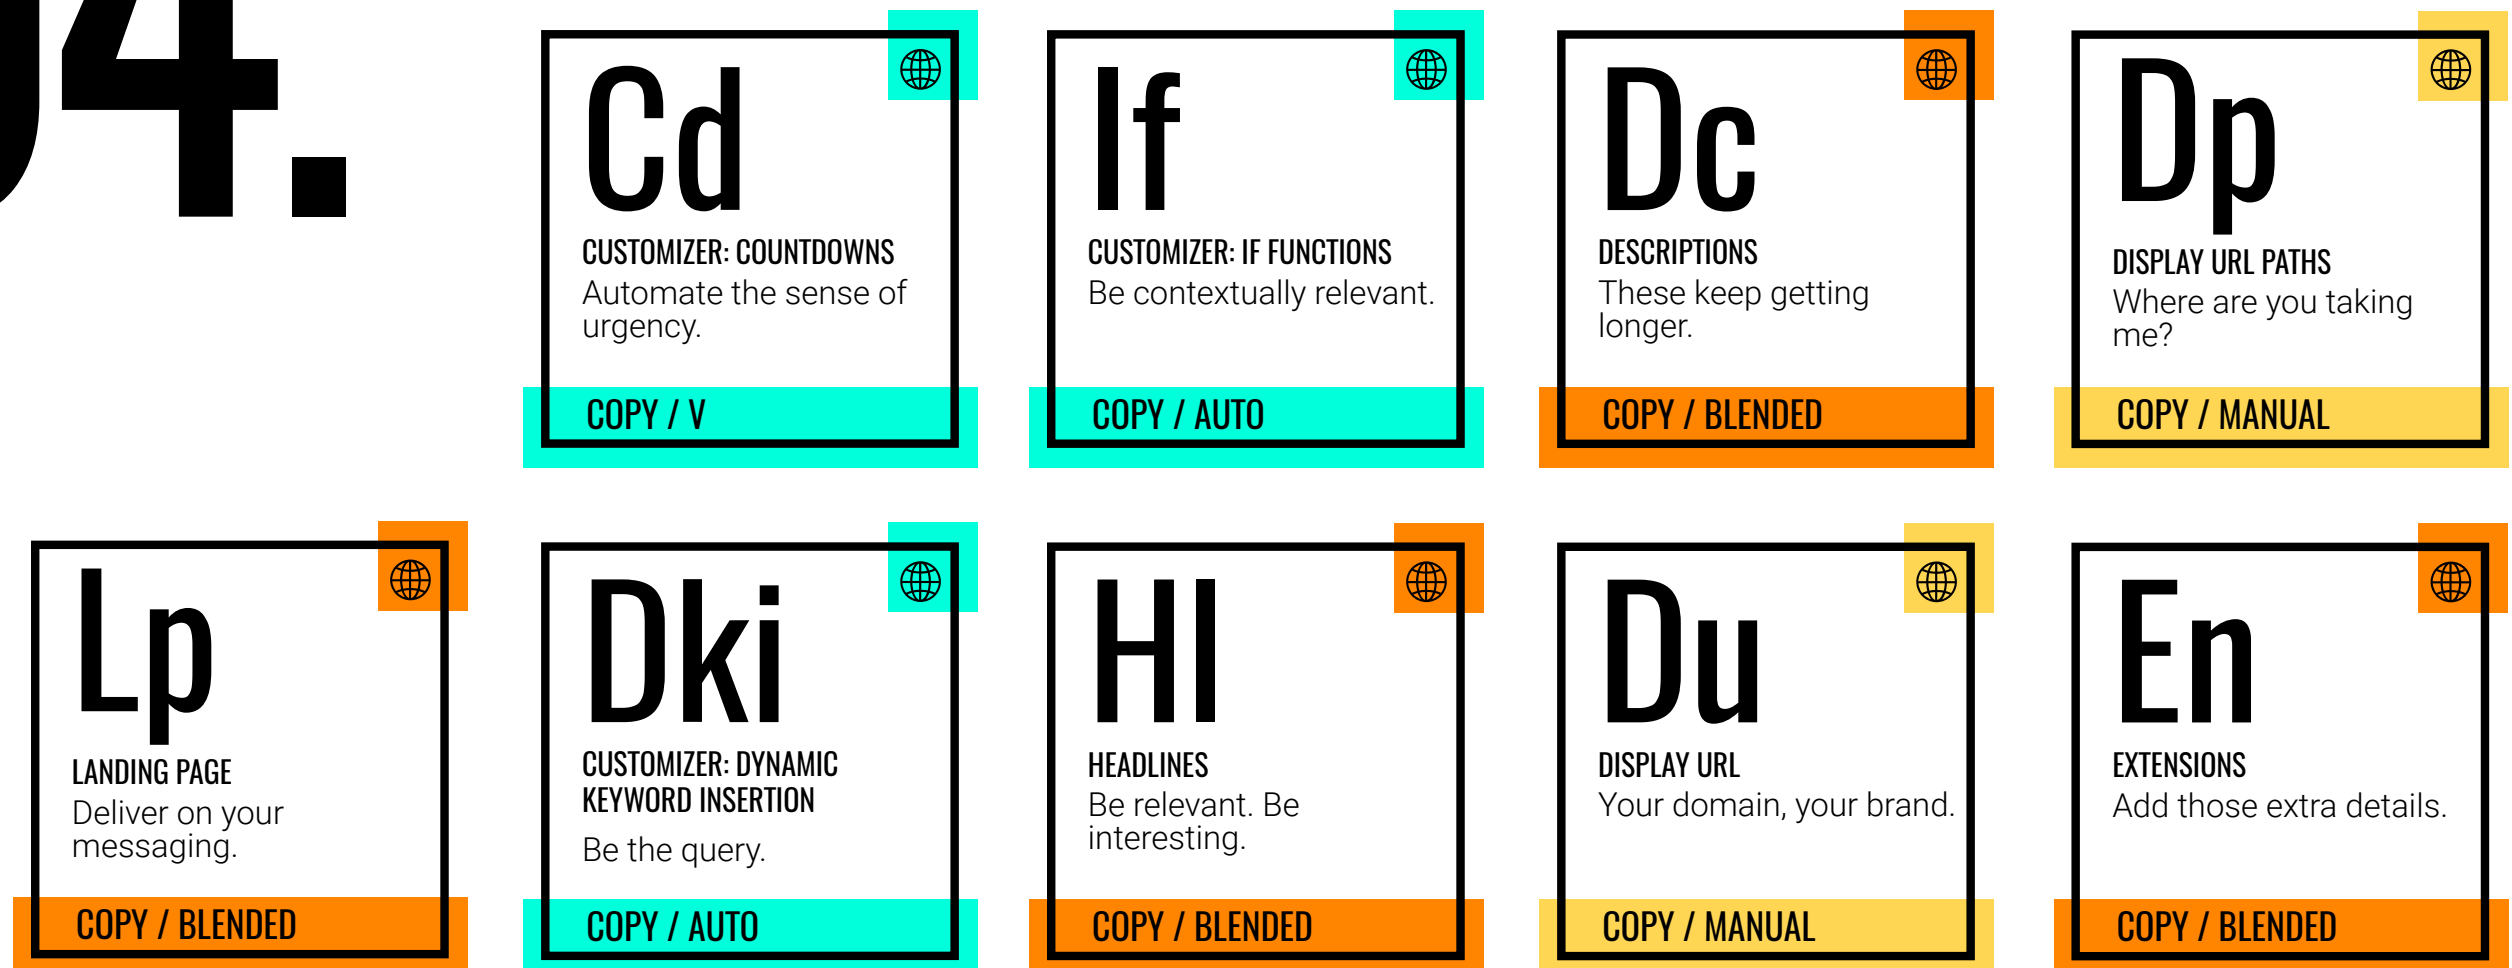 04.
Cd
CUSTOMIZER: COUNTDOWNS
Automate the sense of
urgency.
COPY / V
If
CUSTOMIZER: IF FUNCTIONS
Be contextually relevant.
COPY / AUTO
Dc
DESCRIPTIONS
These keep getting
longer.
COPY / BLENDED
Dp
DISPLAY URL PATHS
Where are you taking
me?
COPY / MANUAL
Lp
LANDING PAGE
Deliver on your
messaging.
COPY / BLENDED
Dki
CUSTOMIZER: DYNAMIC
KEYWORD INSERTION
Be the query.
COPY / AUTO
Hl
HEADLINES
Be relevant. Be
interesting.
COPY / BLENDED
Du
DISPLAY URL
Your domain, your brand.
COPY / MANUAL
En
EXTENSIONS
Add those extra details.
COPY / BLENDED